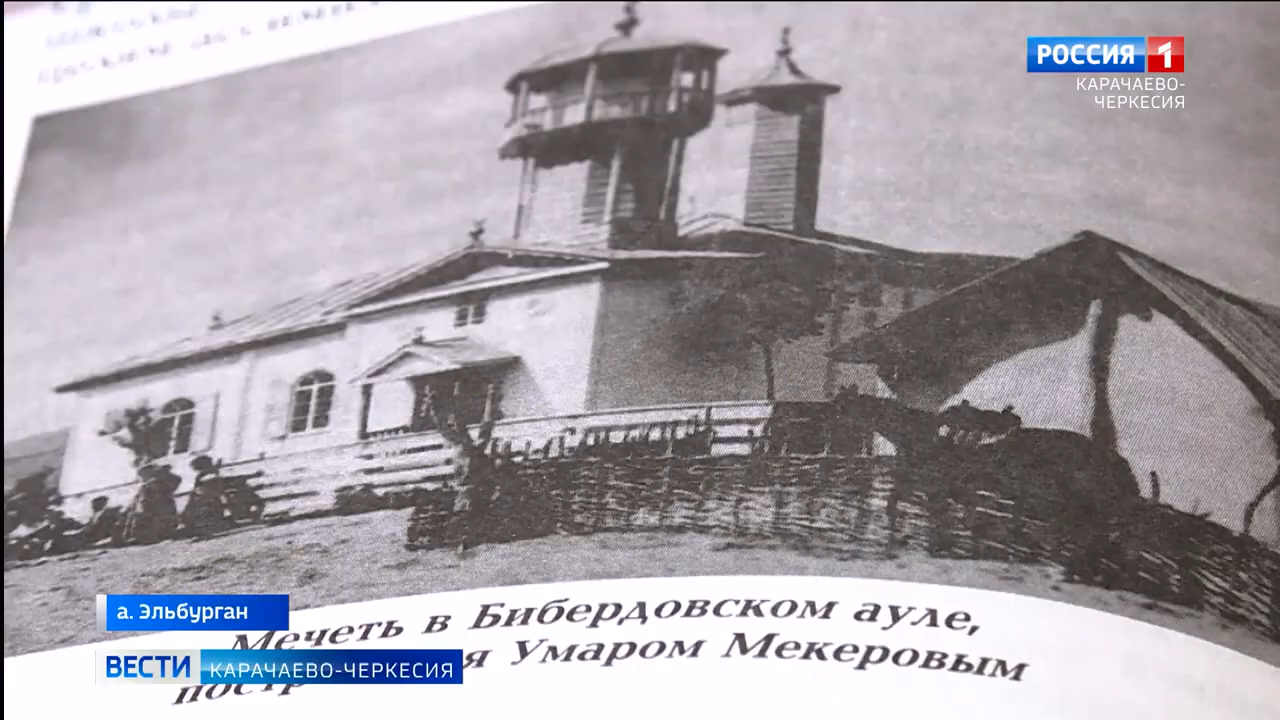 РОССИЯ 1
КАРАЧАЕВО-
ЧЕРКЕСИЯ
а. Эльбурган
Мечеть в Бибердовском ауле,
Умаром Мекеровым
ВЕСТИ КАРАЧАЕВО-ЧЕРКЕСИЯ